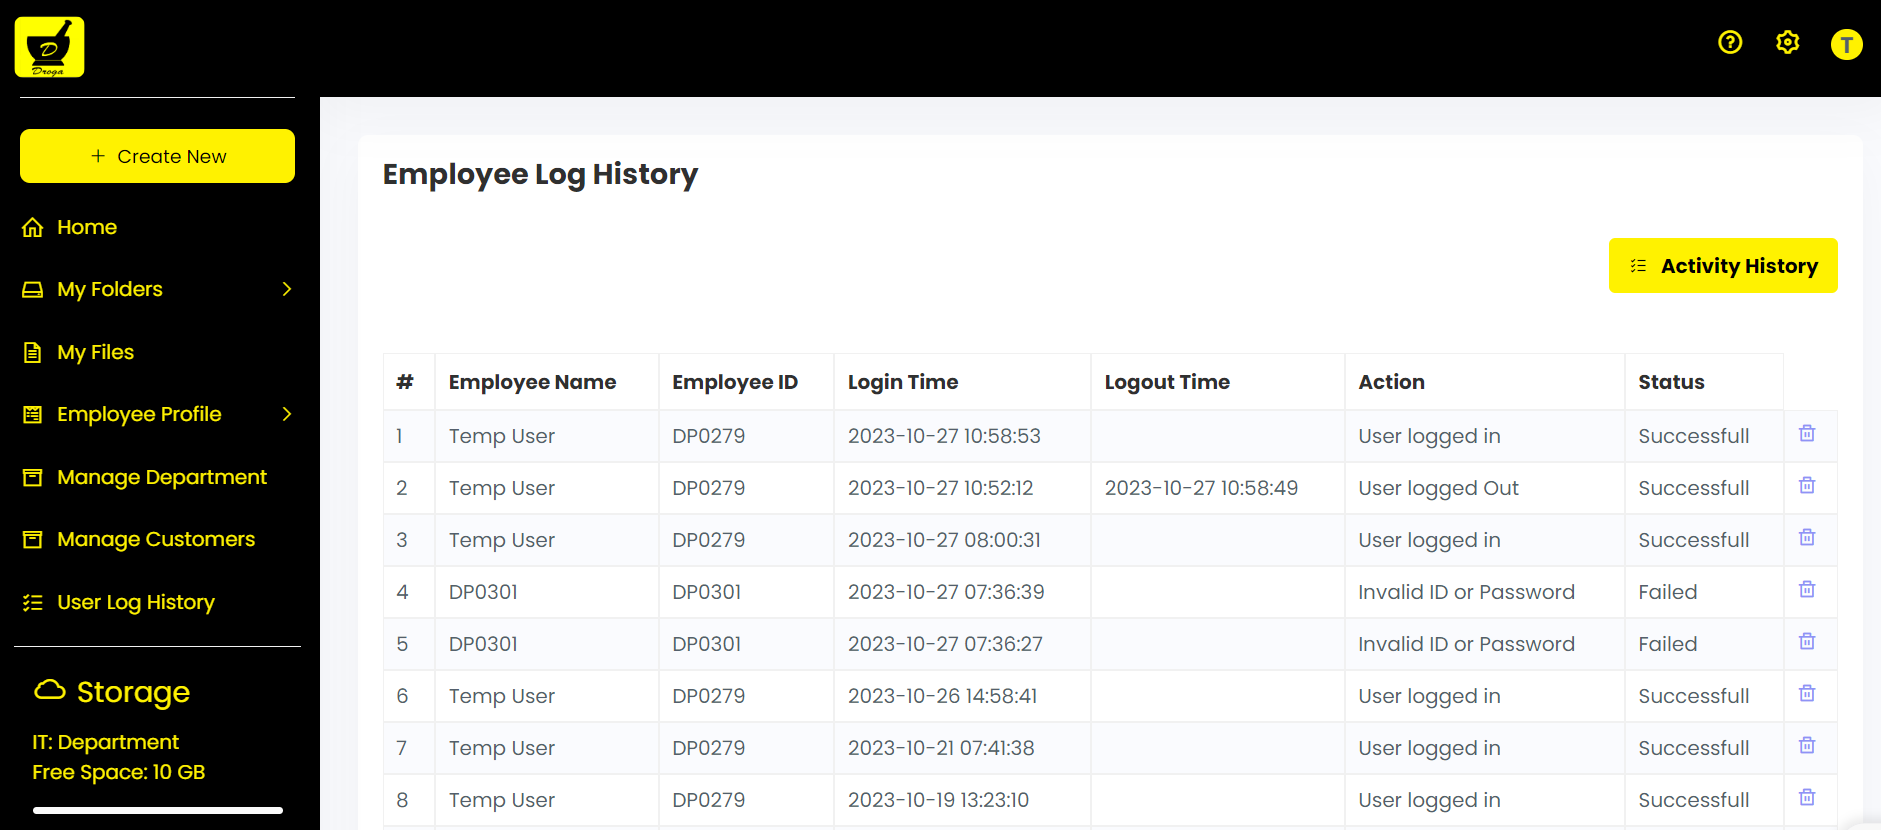 D
Droga
T
Create New
Home
My Folders
My Files
Employee Profile
Manage Department
Manage Customers
User Log History
Storage
IT: Department
Free Space: 10 GB
Employee Log History
Activity History
# Employee Name Employee ID Login Time Logout Time Action Status
1 Temp User DP0279 2023-10-27 10:58:53 User logged in Successfull
2 Temp User DP0279 2023-10-27 10:52:12 2023-10-27 10:58:49 User logged Out Successfull
3 Temp User DP0279 2023-10-27 08:00:31 User logged in Successfull
4 DP0301 DP0301 2023-10-27 07:36:39 Invalid ID or Password Failed
5 DP0301 DP0301 2023-10-27 07:36:27 Invalid ID or Password Failed
6 Temp User DP0279 2023-10-26 14:58:41 User logged in Successfull
7 Temp User DP0279 2023-10-21 07:41:38 User logged in Successfull
8 Temp User DP0279 2023-10-19 13:23:10 User logged in Successfull